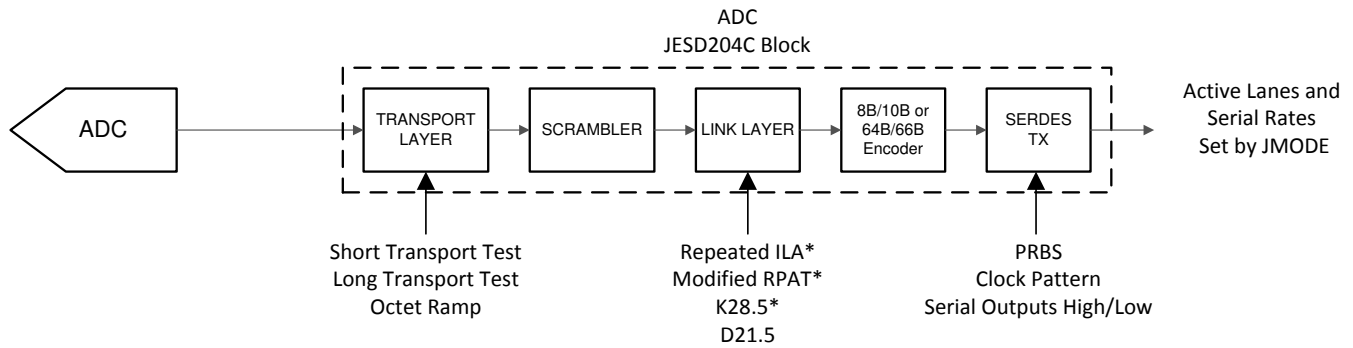 ADC
JESD204C Block
ADC
TRANSPORT
LAYER
SCRAMBLER
LINK LAYER
8B/10B or
64B/66B
Encoder
SERDES
TX
Active Lanes and
Serial Rates
Set by JMODE
Short Transport Test
Long Transport Test
Octet Ramp
Repeated ILA*
Modified RPAT*
K28.5*
D21.5
PRBS
Clock Pattern
Serial Outputs High/Low